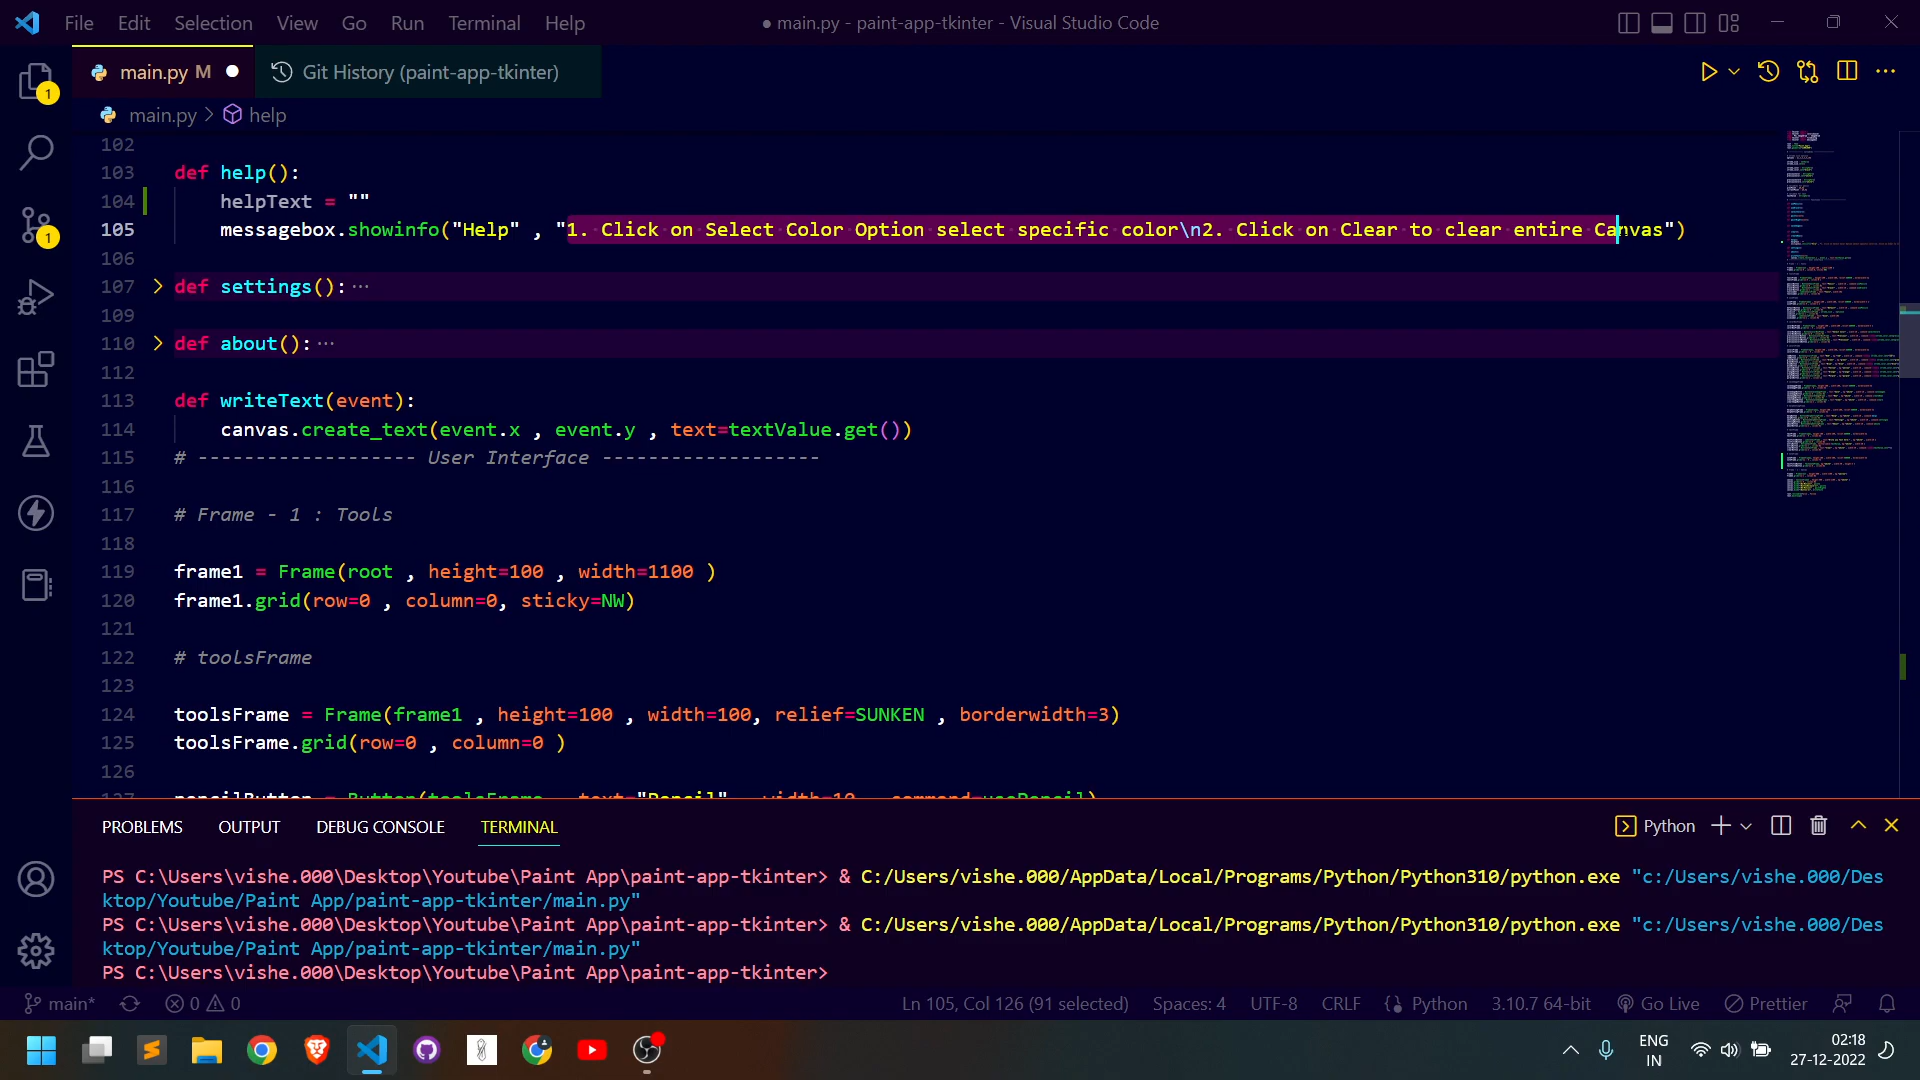 File Edit Selection View Go Run Terminal Help
● main.py - paint-app-tkinter - Visual Studio Code
main.py M
Git History (paint-app-tkinter)
main.py > help
1
1
102
103 def help():
104 helpText = ""
105 messagebox.showinfo("Help" , "1. Click on Select Color Option select specific color\n2. Click on Clear to clear entire Canvas")
106
107 def settings():···
109
110 def about():···
112
113 def writeText(event):
114 canvas.create_text(event.x , event.y , text=textValue.get())
115 # ------------------- User Interface -------------------
116
117 # Frame - 1 : Tools
118
119 frame1 = Frame(root , height=100 , width=1100 )
120 frame1.grid(row=0 , column=0, sticky=NW)
121
122 # toolsFrame
123
124 toolsFrame = Frame(frame1 , height=100 , width=100, relief=SUNKEN , borderwidth=3)
125 toolsFrame.grid(row=0 , column=0 )
126
127 pencilButton = Button(toolsFrame , text="Pencil" , width=10 , command=usePencil)
PROBLEMS OUTPUT DEBUG CONSOLE TERMINAL
Python
PS C:\Users\vishe.000\Desktop\Youtube\Paint App\paint-app-tkinter> & C:/Users/vishe.000/AppData/Local/Programs/Python/Python310/python.exe "c:/Users/vishe.000/Des
ktop/Youtube/Paint App/paint-app-tkinter/main.py"
PS C:\Users\vishe.000\Desktop\Youtube\Paint App\paint-app-tkinter> & C:/Users/vishe.000/AppData/Local/Programs/Python/Python310/python.exe "c:/Users/vishe.000/Des
ktop/Youtube/Paint App/paint-app-tkinter/main.py"
PS C:\Users\vishe.000\Desktop\Youtube\Paint App\paint-app-tkinter>
main* 0 0 Ln 105, Col 126 (91 selected) Spaces: 4 UTF-8 CRLF Python 3.10.7 64-bit Go Live Prettier
ENG
IN
02:18
27-12-2022